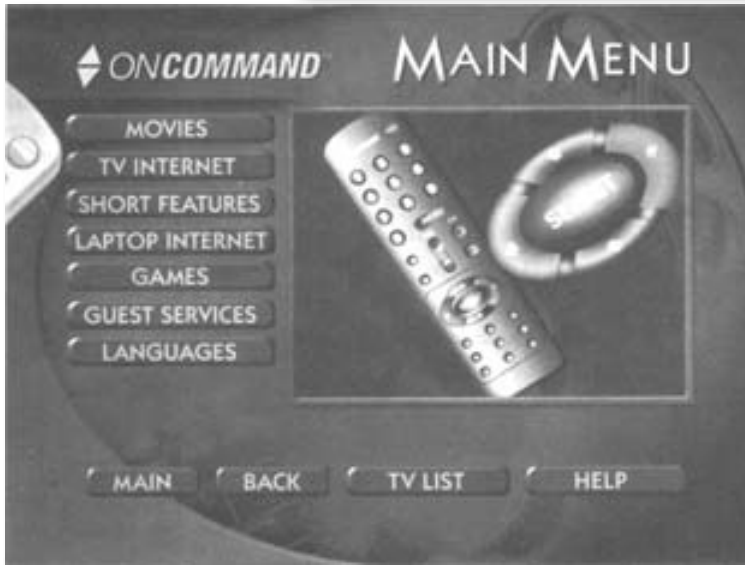 ONCOMMAND
MAIN MENU
MOVIES
TV INTERNET
SHORT FEATURES
LAPTOP INTERNET
GAMES
GUEST SERVICES
LANGUAGES
SELECT
MAIN
BACK
TV LIST
HELP